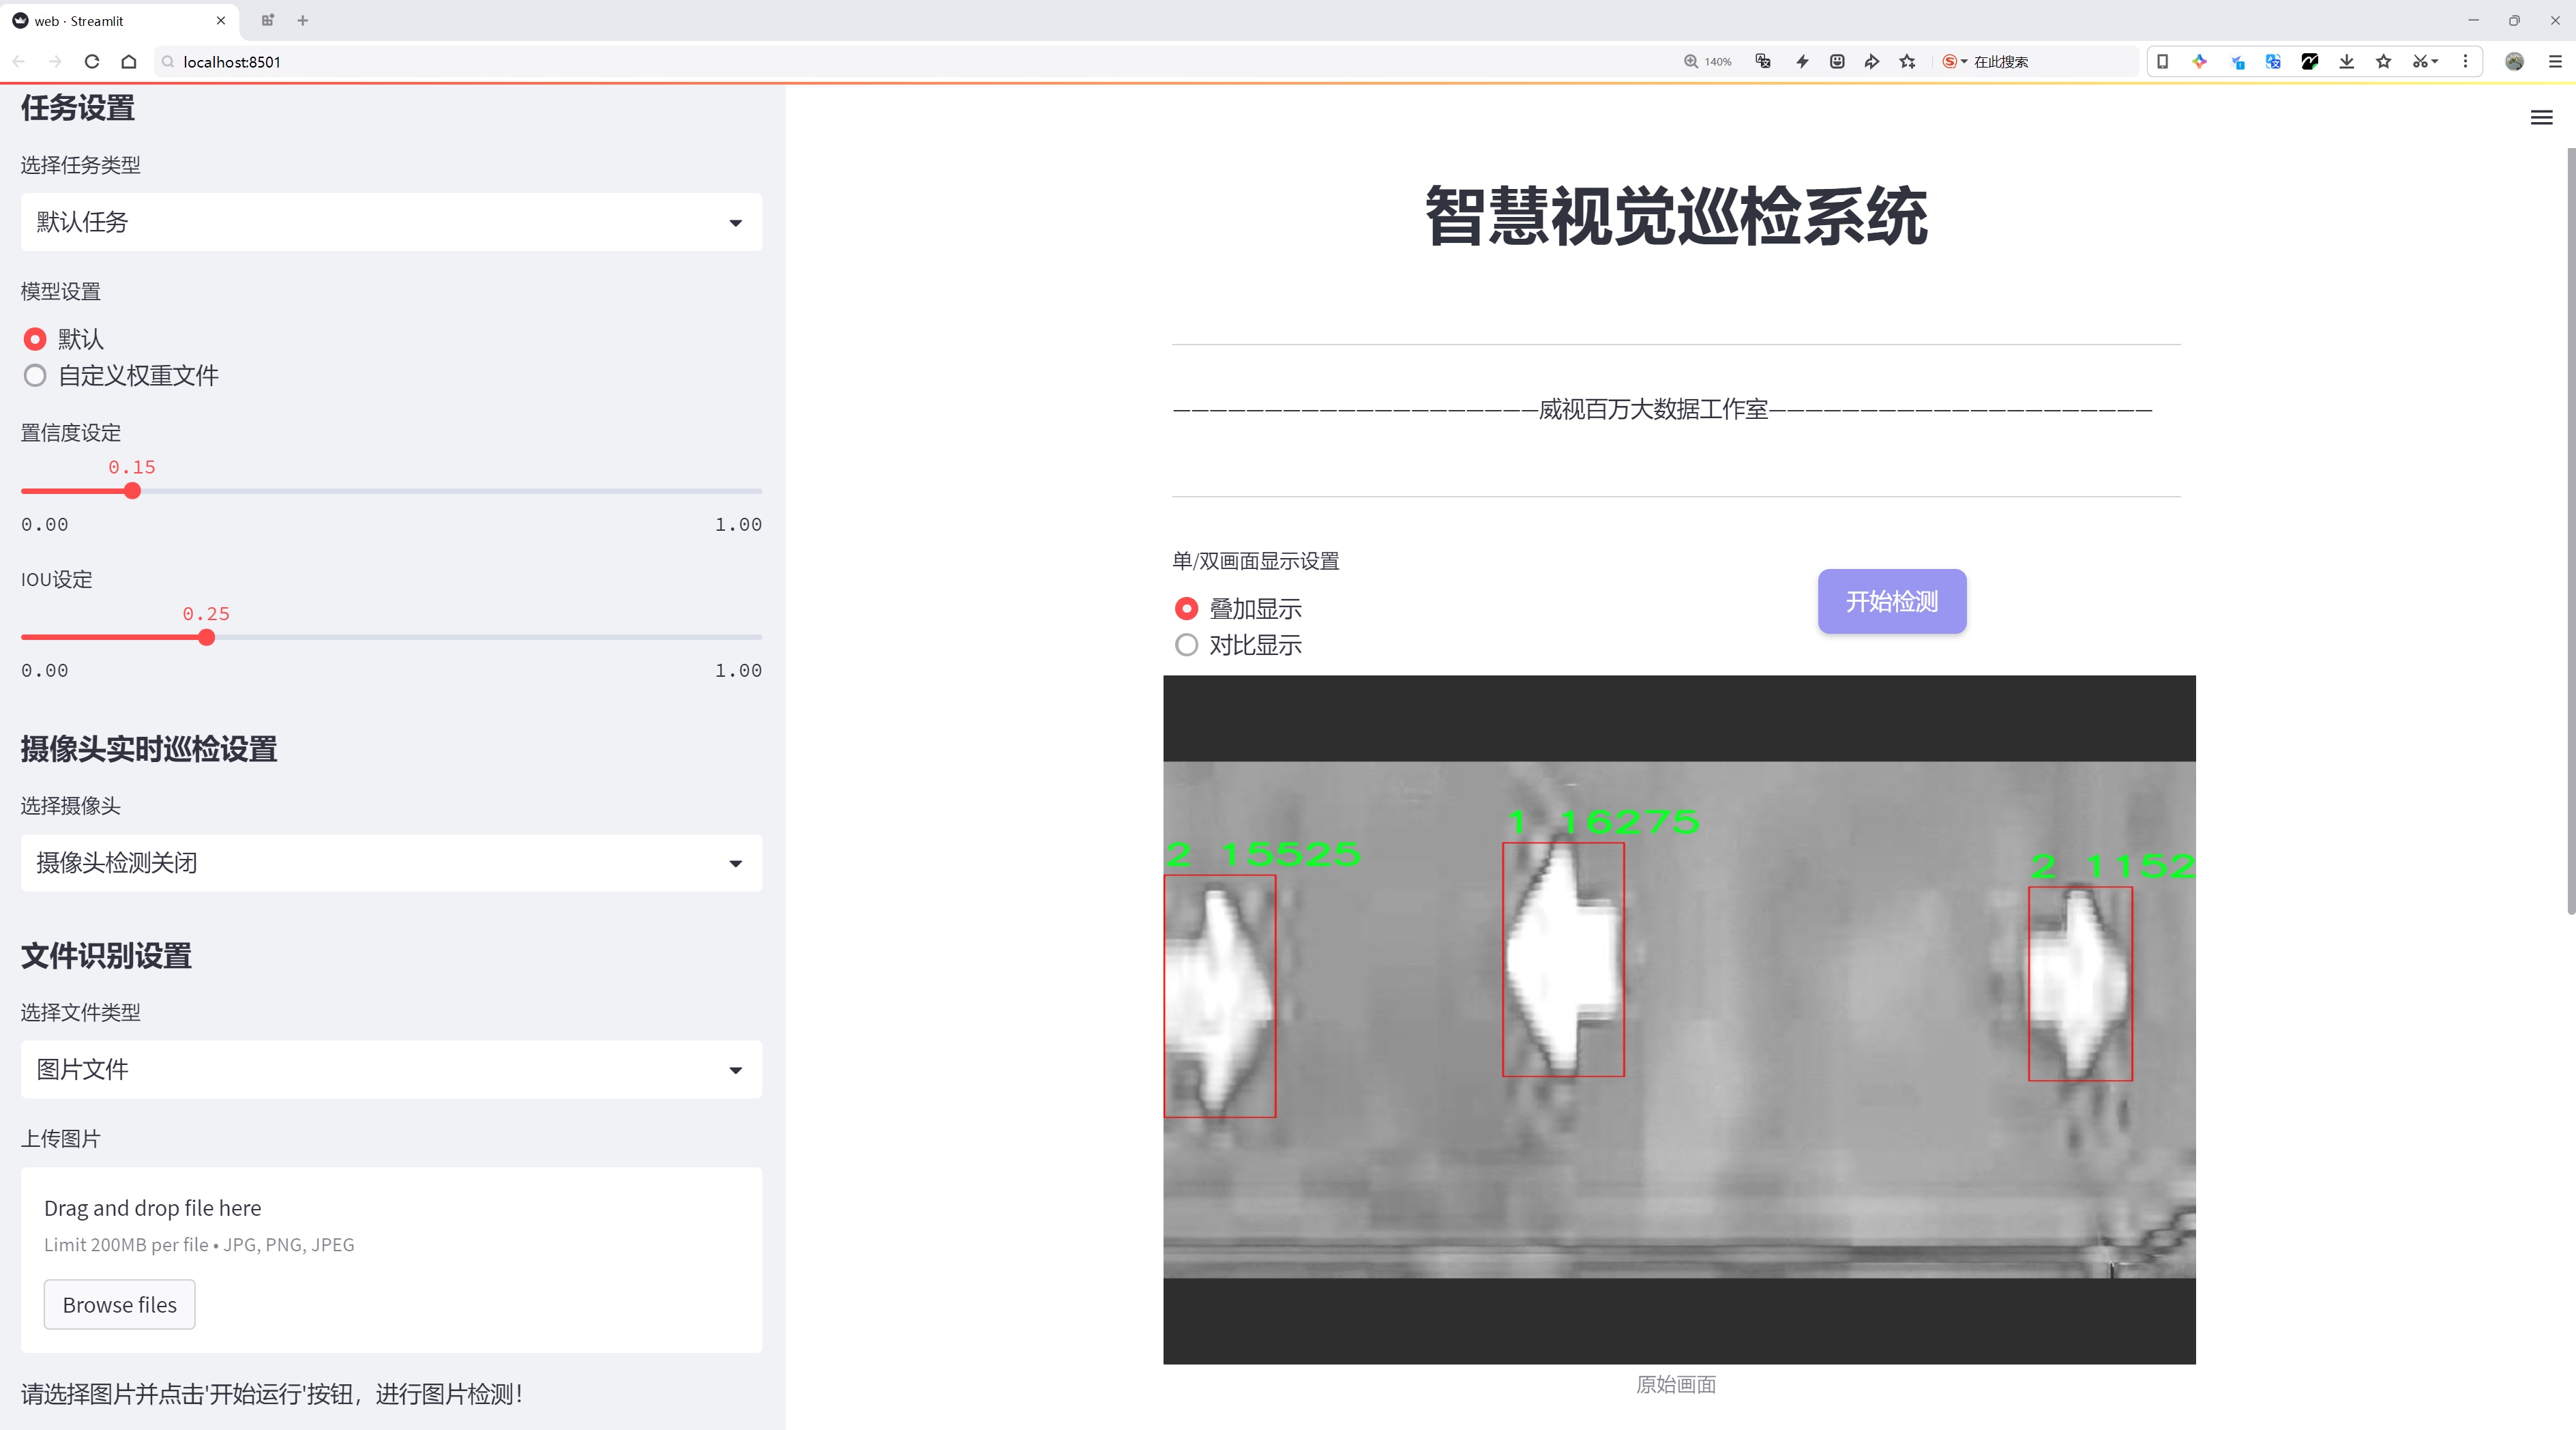 web · Streamlit
localhost:8501
140%
在此搜索
任务设置
选择任务类型
默认任务
模型设置
默认
自定义权重文件
置信度设定
0.15
0.00 1.00
IOU设定
0.25
0.00 1.00
摄像头实时巡检设置
选择摄像头
摄像头检测关闭
文件识别设置
选择文件类型
图片文件
上传图片
Drag and drop file here
Limit 200MB per file • JPG, PNG, JPEG
Browse files
请选择图片并点击'开始运行'按钮，进行图片检测！
智慧视觉巡检系统
————————————————————威视百万大数据工作室—————————————————————
单/双画面显示设置
叠加显示
对比显示
开始检测
1 16275
2 15525
2 1152
原始画面